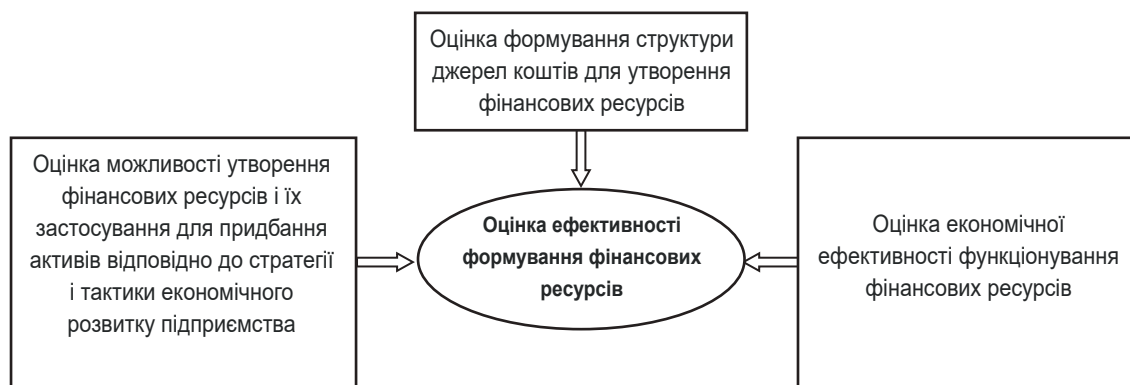 Оцінка формування структури
джерел коштів для утворення
фінансових ресурсів
Оцінка можливості утворення
фінансових ресурсів і їх
застосування для придбання
активів відповідно до стратегії
і тактики економічного
розвитку підприємства
Оцінка ефективності
формування фінансових
ресурсів
Оцінка економічної
ефективності функціонування
фінансових ресурсів